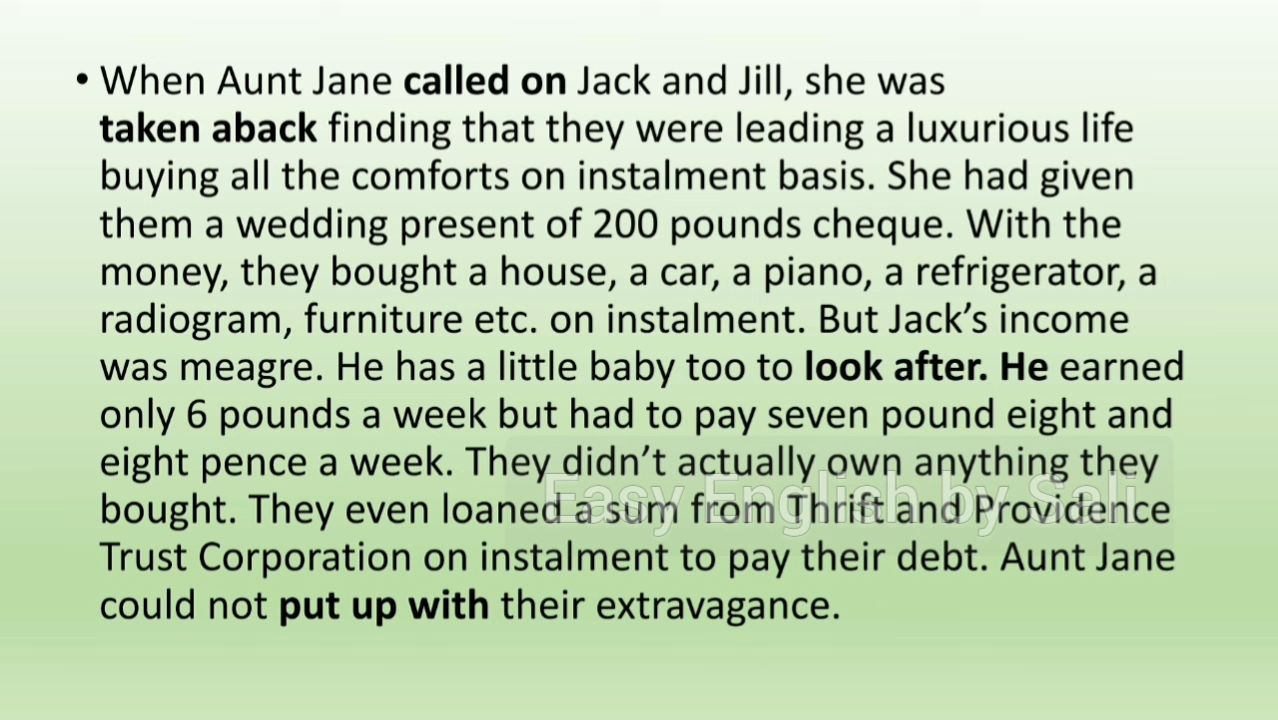 • When Aunt Jane called on Jack and Jill, she was
taken aback finding that they were leading a luxurious life
buying all the comforts on instalment basis. She had given
them a wedding present of 200 pounds cheque. With the
money, they bought a house, a car, a piano, a refrigerator, a
radiogram, furniture etc. on instalment. But Jack’s income
was meagre. He has a little baby too to look after. He earned
only 6 pounds a week but had to pay seven pound eight and
eight pence a week. They didn’t actually own anything they
bought. They even loaned a sum from Thrift and Providence
Trust Corporation on instalment to pay their debt. Aunt Jane
could not put up with their extravagance.
Easy English by Sali